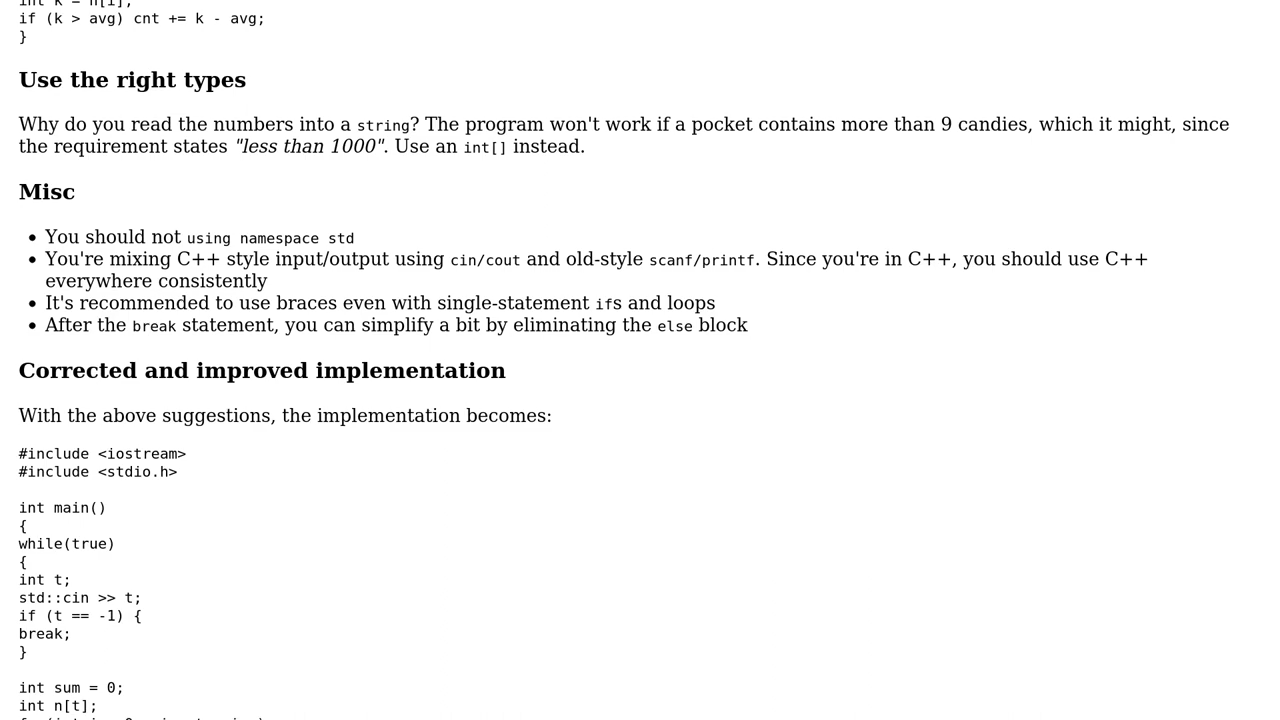 int k = n[i];
if (k > avg) cnt += k - avg;
}
Use the right types
Why do you read the numbers into a string? The program won't work if a pocket contains more than 9 candies, which it might, since
the requirement states "less than 1000". Use an int[] instead.
Misc
• You should not using namespace std
• You're mixing C++ style input/output using cin/cout and old-style scanf/printf. Since you're in C++, you should use C++
everywhere consistently
• It's recommended to use braces even with single-statement ifs and loops
• After the break statement, you can simplify a bit by eliminating the else block
Corrected and improved implementation
With the above suggestions, the implementation becomes:
#include <iostream>
#include <stdio.h>
int main()
{
while(true)
{
int t;
std::cin >> t;
if (t == -1) {
break;
}
int sum = 0;
int n[t];